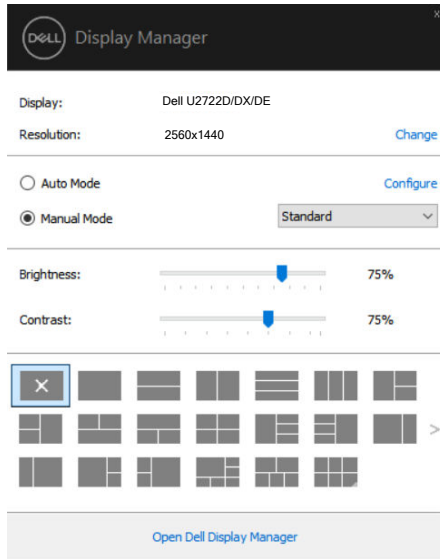 DELL Display Manager
Display: Dell U2722D/DX/DE
Resolution: 2560x1440 Change
Auto Mode Configure
Manual Mode Standard
Brightness: 75%
Contrast: 75%
Open Dell Display Manager